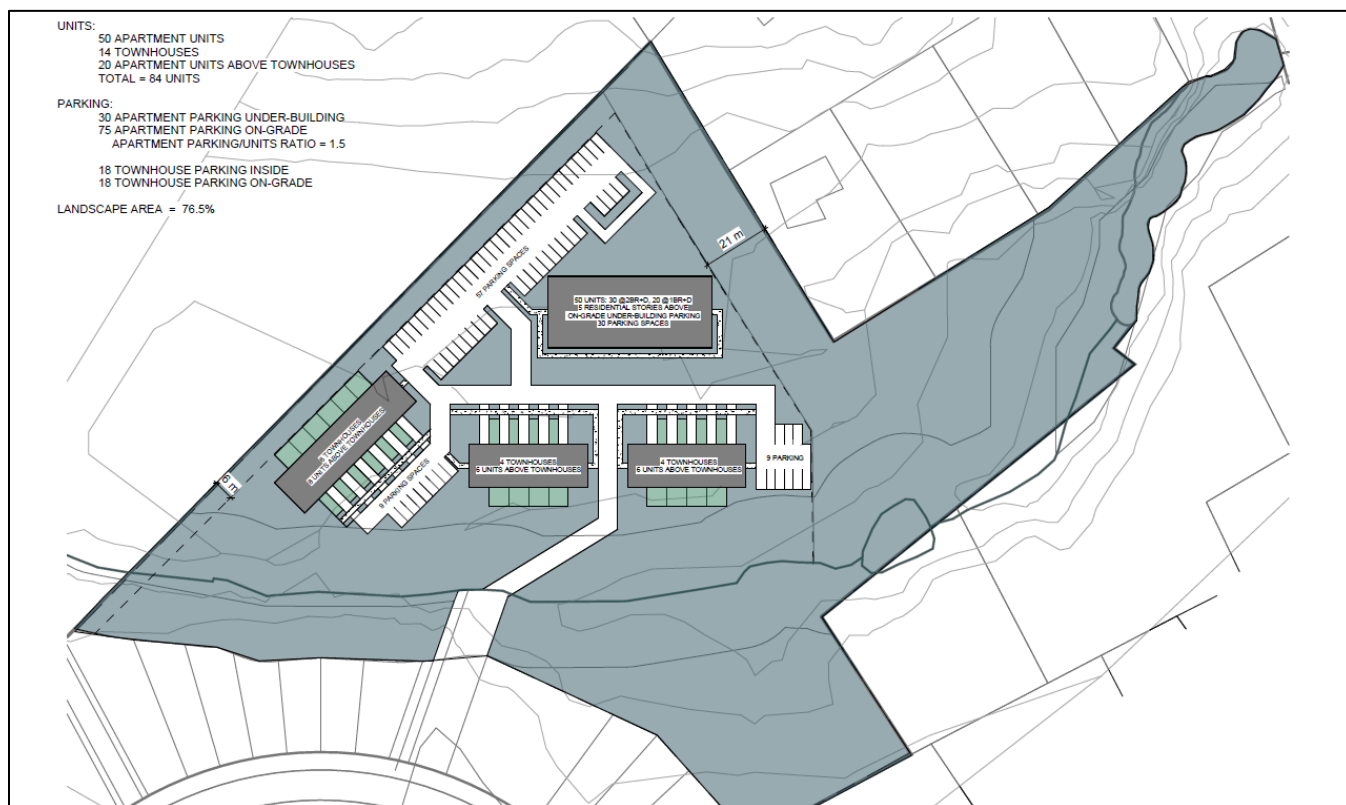 UNITS:
50 APARTMENT UNITS
14 TOWNHOUSES
20 APARTMENT UNITS ABOVE TOWNHOUSES
TOTAL = 84 UNITS
PARKING:
30 APARTMENT PARKING UNDER-BUILDING
75 APARTMENT PARKING ON-GRADE
APARTMENT PARKING/UNITS RATIO = 1.5
18 TOWNHOUSE PARKING INSIDE
18 TOWNHOUSE PARKING ON-GRADE
LANDSCAPE AREA = 76.5%
21 m
57 PARKING SPACES
50 UNITS: 30 @2BR+D, 20 @1BR+D
5 RESIDENTIAL STORIES ABOVE
ON-GRADE UNDER-BUILDING PARKING
30 PARKING SPACES
TOWNHOUSES
UNITS ABOVE TOWNHOUSES
9 PARKING SPACES
6 m
4 TOWNHOUSES
UNITS ABOVE TOWNHOUSES
4 TOWNHOUSES
UNITS ABOVE TOWNHOUSES
9 PARKING